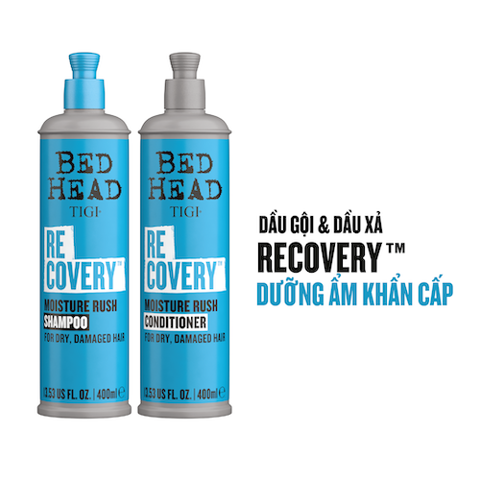 BED
HEAD
TIGI
RE
COVERY™
MOISTURE RUSH
SHAMPOO
FOR DRY, DAMAGED HAIR
13.53 US FL. OZ. | 400ml ℮
BED
HEAD
TIGI
RE
COVERY™
MOISTURE RUSH
CONDITIONER
FOR DRY, DAMAGED HAIR
13.53 US FL. OZ. | 400ml ℮
DẦU GỘI & DẦU XẢ
RECOVERY™
DƯỠNG ẨM KHẨN CẤP